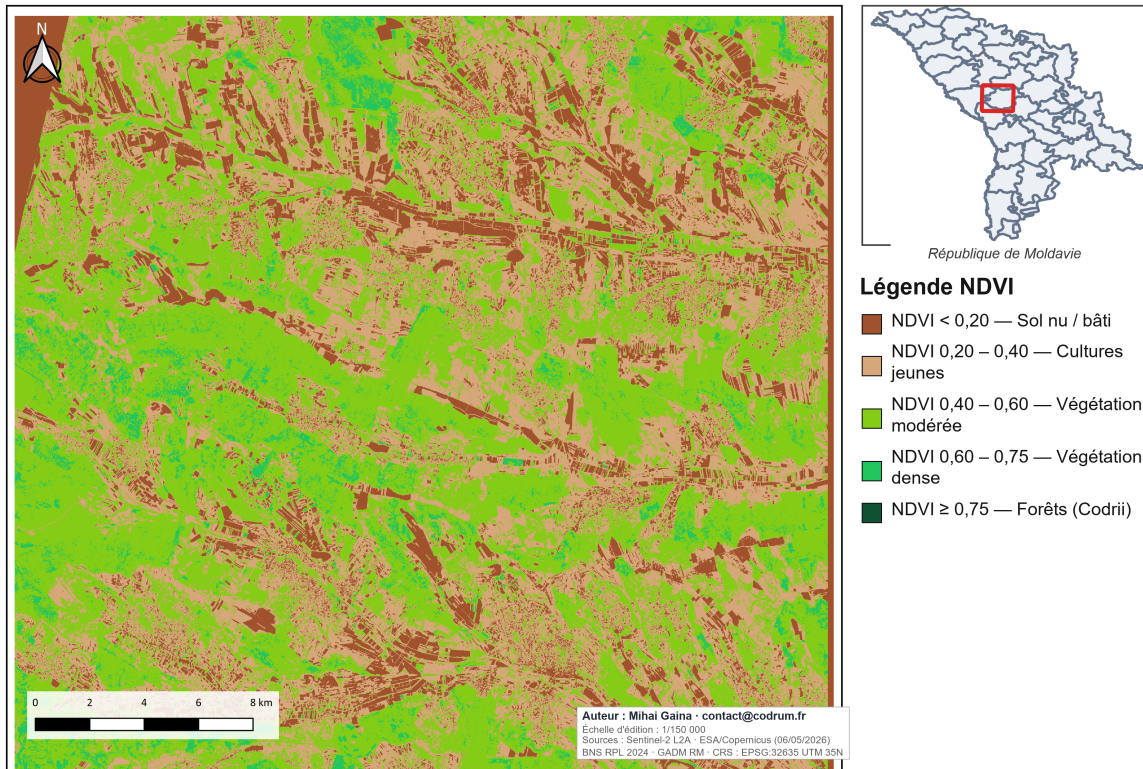 N
République de Moldavie
Légende NDVI
NDVI < 0,20 — Sol nu / bâti
NDVI 0,20 – 0,40 — Cultures
jeunes
NDVI 0,40 – 0,60 — Végétation
modérée
NDVI 0,60 – 0,75 — Végétation
dense
NDVI ≥ 0,75 — Forêts (Codrii)
0 2 4 6 8 km
Auteur : Mihai Gaina · contact@codrum.fr
Échelle d'édition : 1/150 000
Sources : Sentinel-2 L2A · ESA/Copernicus (06/05/2026)
BNS RPL 2024 · GADM RM · CRS : EPSG:32635 UTM 35N